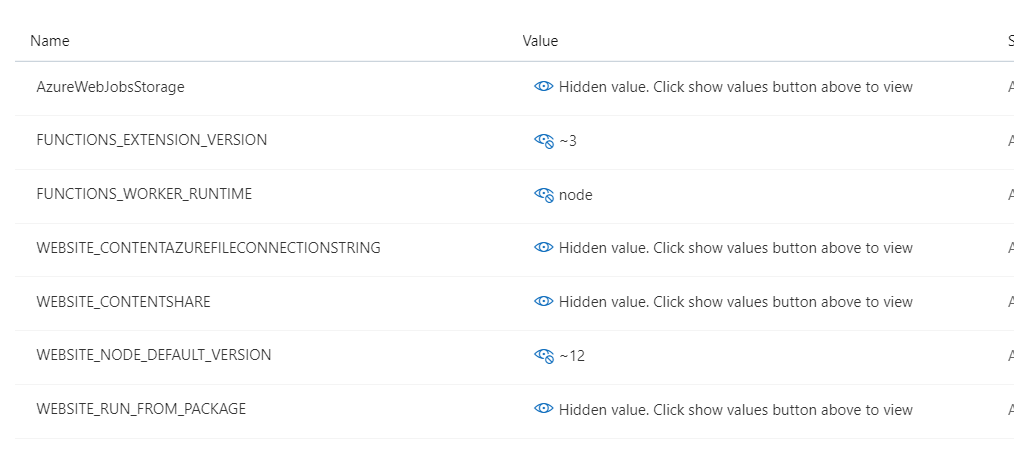 Name Value S
AzureWebJobsStorage Hidden value. Click show values button above to view A
FUNCTIONS_EXTENSION_VERSION ~3 A
FUNCTIONS_WORKER_RUNTIME node A
WEBSITE_CONTENTAZUREFILECONNECTIONSTRING Hidden value. Click show values button above to view A
WEBSITE_CONTENTSHARE Hidden value. Click show values button above to view A
WEBSITE_NODE_DEFAULT_VERSION ~12 A
WEBSITE_RUN_FROM_PACKAGE Hidden value. Click show values button above to view A